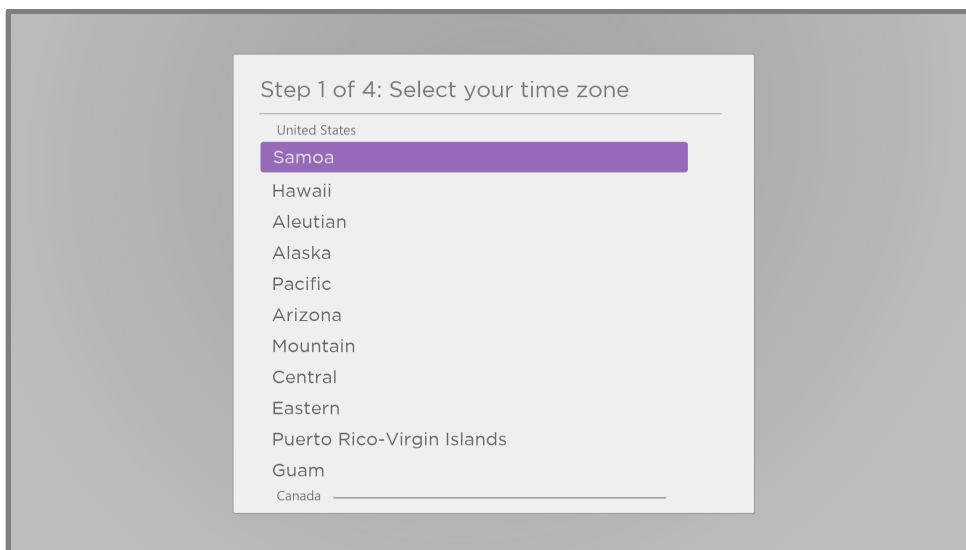 Step 1 of 4: Select your time zone
United States
Samoa
Hawaii
Aleutian
Alaska
Pacific
Arizona
Mountain
Central
Eastern
Puerto Rico-Virgin Islands
Guam
Canada